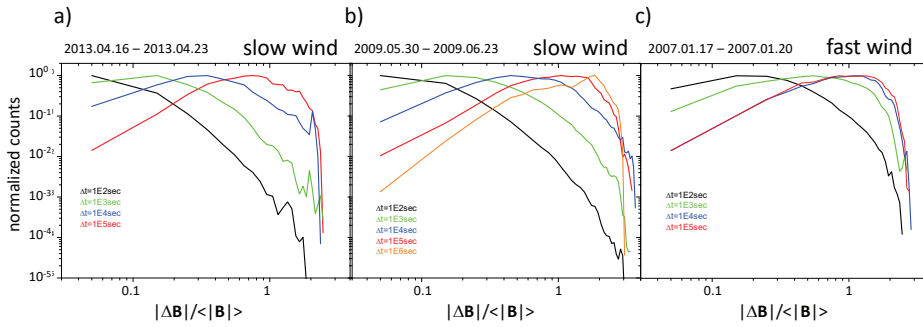 a)
b)
c)
2013.04.16 – 2013.04.23 slow wind
2009.05.30 – 2009.06.23 slow wind
2007.01.17 – 2007.01.20 fast wind
normalized counts
10⁰
10⁻¹
10⁻²
10⁻³
10⁻⁴
10⁻⁵
Δt=1E2sec
Δt=1E3sec
Δt=1E4sec
Δt=1E5sec
Δt=1E2sec
Δt=1E3sec
Δt=1E4sec
Δt=1E5sec
Δt=1E6sec
Δt=1E2sec
Δt=1E3sec
Δt=1E4sec
Δt=1E5sec
0.1 1
0.1 1
0.1 1
|ΔB|/<|B|>
|ΔB|/<|B|>
|ΔB|/<|B|>